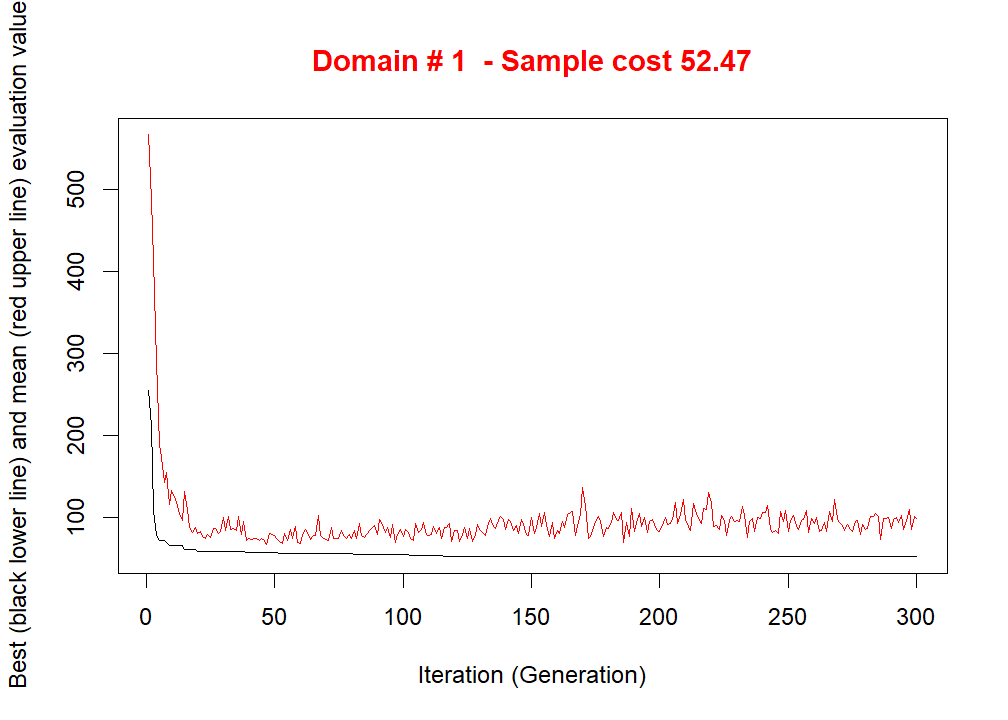 Domain # 1  - Sample cost 52.47
Best (black lower line) and mean (red upper line) evaluation value
500
400
300
200
100
0 50 100 150 200 250 300
Iteration (Generation)